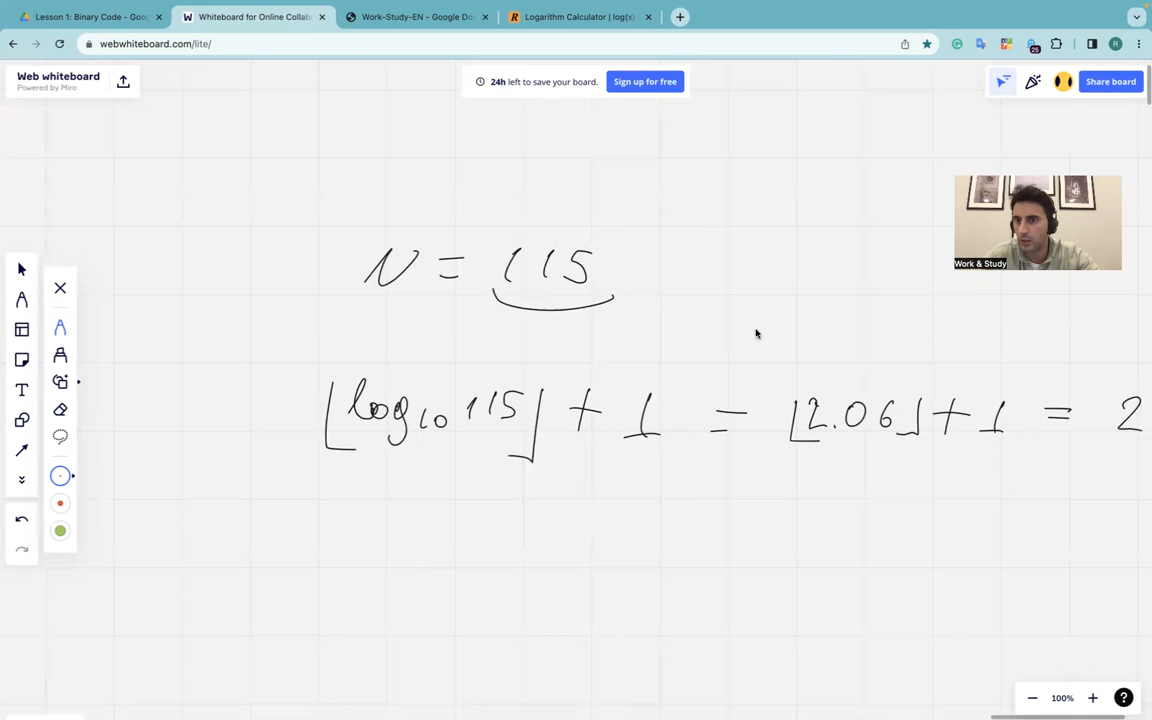 Lesson 1: Binary Code - Goo
Whiteboard for Online Collab
Work-Study-EN - Google Do
Logarithm Calculator | log(x)
webwhiteboard.com/lite/
25
R
Web whiteboard
Powered by Miro
24h left to save your board.
Sign up for free
Share board
Work & Study
N = 115
⌊log₁₀ 115⌋ + 1 = ⌊2.06⌋ + 1 = 2
T
100%
?